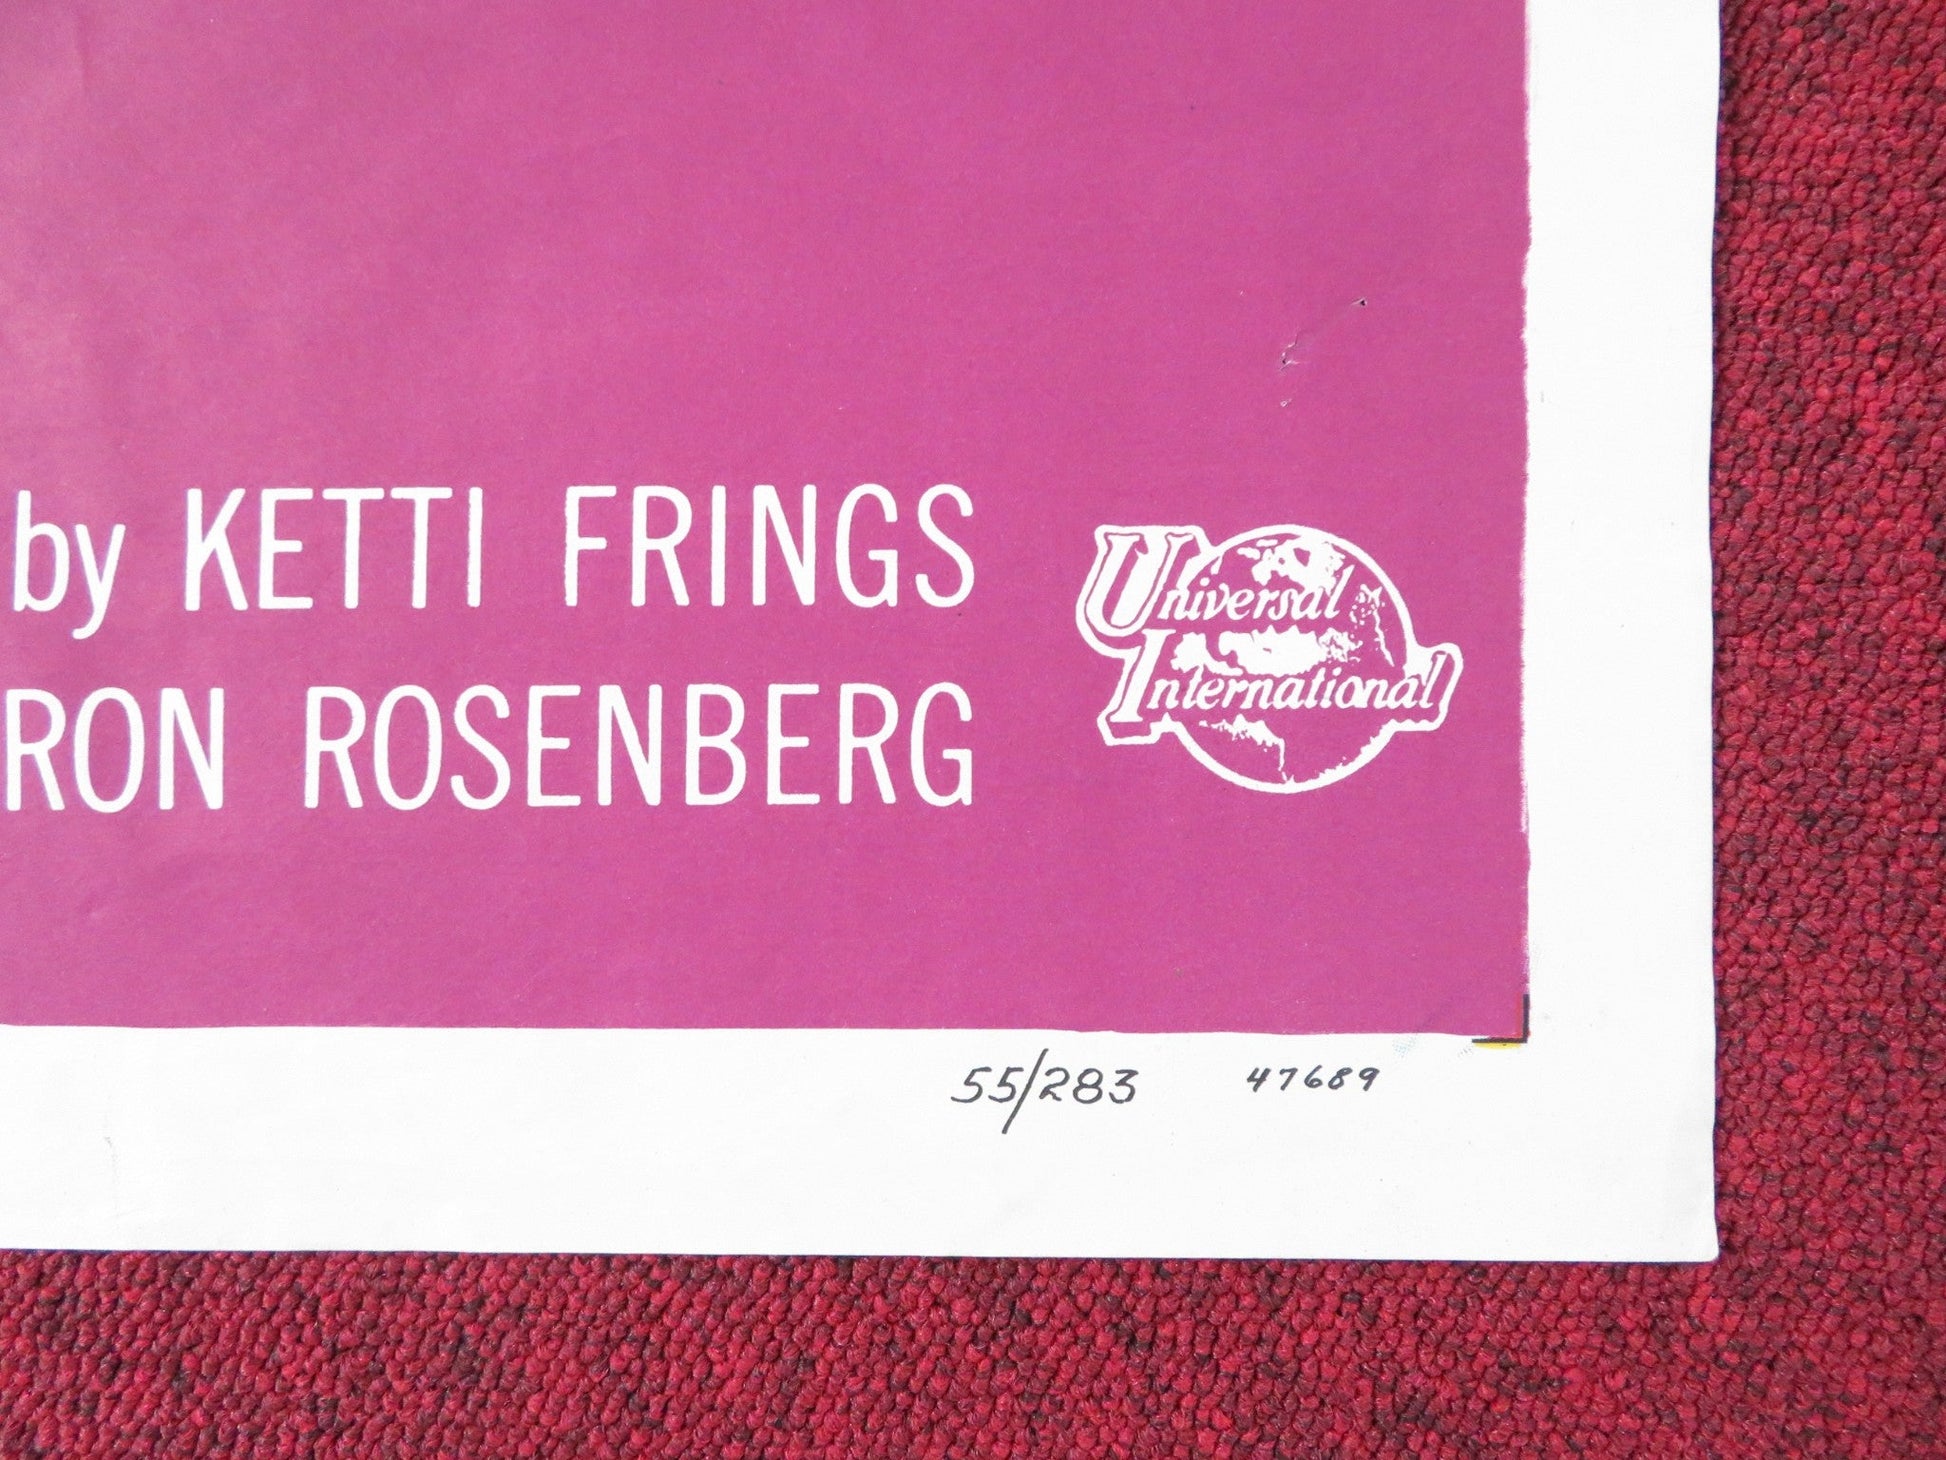 by KETTI FRINGS
RON ROSENBERG
Universal
International
55/283 47689